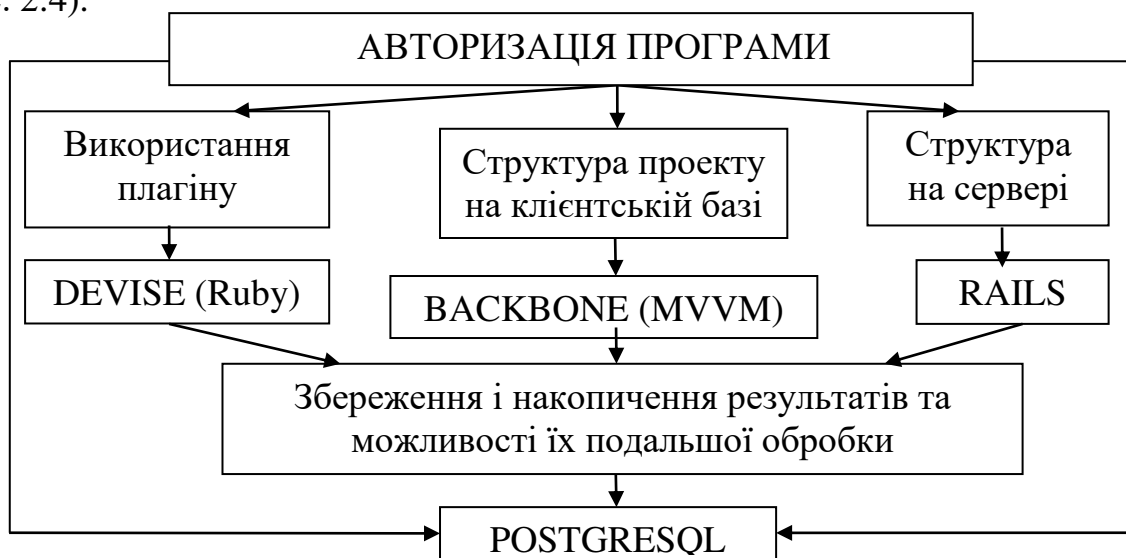 . 2.4).
АВТОРИЗАЦІЯ ПРОГРАМИ
Використання
плагіну
Структура проекту
на клієнтській базі
Структура
на сервері
DEVISE (Ruby)
BACKBONE (MVVM)
RAILS
Збереження і накопичення результатів та
можливості їх подальшої обробки
POSTGRESQL